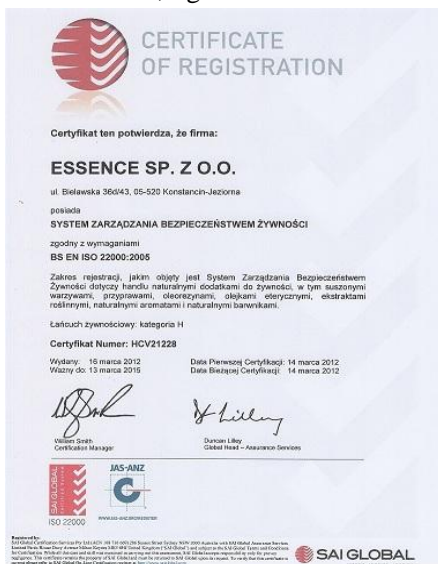 CERTIFICATE
OF REGISTRATION
Certyfikat ten potwierdza, że firma:
ESSENCE SP. Z O.O.
ul. Bielawska 36d/43, 05-520 Konstancin-Jeziorna
posiada
SYSTEM ZARZĄDZANIA BEZPIECZEŃSTWEM ŻYWNOŚCI
zgodny z wymaganiami
BS EN ISO 22000:2005
Zakres rejestracji, jakim objęty jest System Zarządzania Bezpieczeństwem
Żywności dotyczy handlu naturalnymi dodatkami do żywności, w tym suszonymi
warzywami, przyprawami, oleorezynami, olejkami eterycznymi, ekstraktami
roślinnymi, naturalnymi aromatami i naturalnymi barwnikami.
Łańcuch żywnościowy: kategoria H
Certyfikat Numer: HCV21228
Wydany: 16 marca 2012 Data Pierwszej Certyfikacji: 14 marca 2012
Ważny do: 13 marca 2015 Data Bieżącej Certyfikacji: 14 marca 2012
William Smith Duncan Lilley
Certification Manager Global Head – Assurance Services
SAI GLOBAL
JAS-ANZ
ISO 22000
Registered by:
SAI GLOBAL